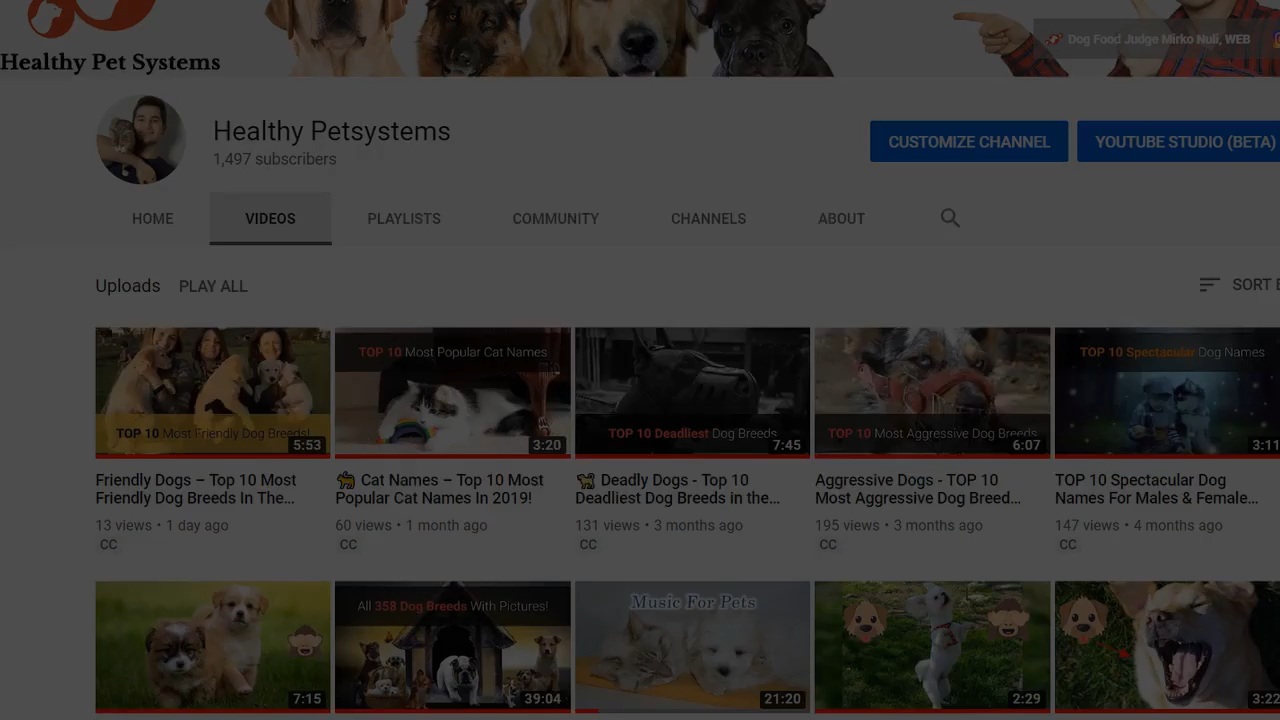 Healthy Pet Systems
Dog Food Judge Mirko Nuli, WEB
Healthy Petsystems
1,497 subscribers
CUSTOMIZE CHANNEL
YOUTUBE STUDIO (BETA)
HOME
VIDEOS
PLAYLISTS
COMMUNITY
CHANNELS
ABOUT
Uploads
PLAY ALL
SORT
TOP 10 Most Friendly Dog Breeds!
5:53
TOP 10 Most Popular Cat Names
3:20
TOP 10 Deadliest Dog Breeds
7:45
TOP 10 Most Aggressive Dog Breeds
6:07
TOP 10 Spectacular Dog Names
3:11
Friendly Dogs – Top 10 Most
Friendly Dog Breeds In The...
13 views • 1 day ago
CC
🐈 Cat Names – Top 10 Most
Popular Cat Names In 2019!
60 views • 1 month ago
CC
🐕 Deadly Dogs - Top 10
Deadliest Dog Breeds in the...
131 views • 3 months ago
CC
Aggressive Dogs - TOP 10
Most Aggressive Dog Breed...
195 views • 3 months ago
CC
TOP 10 Spectacular Dog
Names For Males & Female...
147 views • 4 months ago
CC
7:15
All 358 Dog Breeds With Pictures!
39:04
Music For Pets
21:20
2:29
3:22